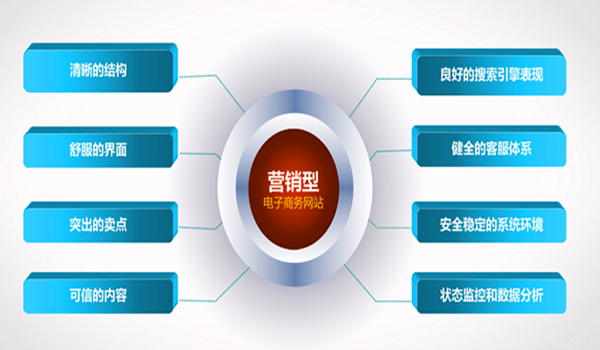 清晰的结构
舒服的界面
突出的卖点
可信的内容
营销型
电子商务网站
良好的搜索引擎表现
健全的客服体系
安全稳定的系统环境
状态监控和数据分析